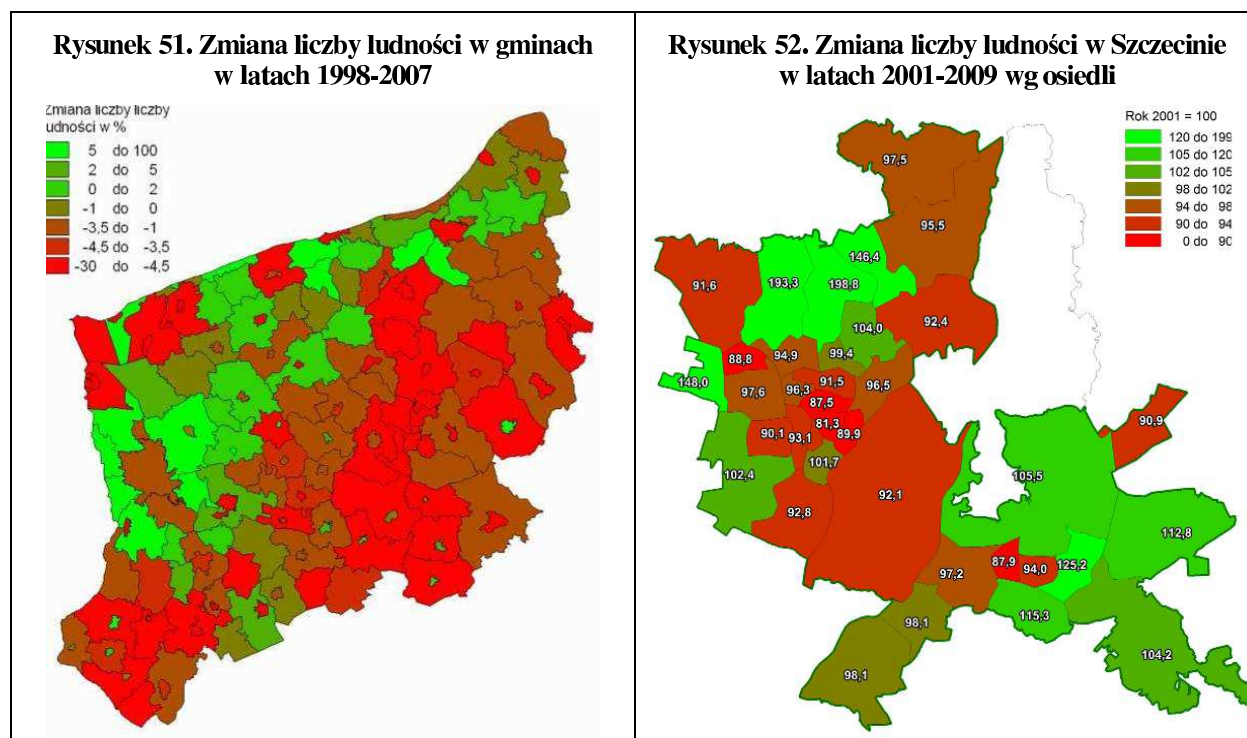 Rysunek 51. Zmiana liczby ludności w gminach
w latach 1998-2007
Zmiana liczby liczby
udności w %
5 do 100
2 do 5
0 do 2
-1 do 0
-3,5 do -1
-4,5 do -3,5
-30 do -4,5
Rysunek 52. Zmiana liczby ludności w Szczecinie
w latach 2001-2009 wg osiedli
Rok 2001 = 100
120 do 199
105 do 120
102 do 105
98 do 102
94 do 98
90 do 94
0 do 90
97,5
95,5
146,4
193,3
198,8
91,6
92,4
104,0
99,4
94,9
88,8
148,0
97,6
96,3
91,5
96,5
87,5
81,3
89,9
90,1
93,1
90,9
101,7
102,4
105,5
92,1
92,8
112,8
87,9
94,0
125,2
97,2
115,3
98,1
104,2
98,1